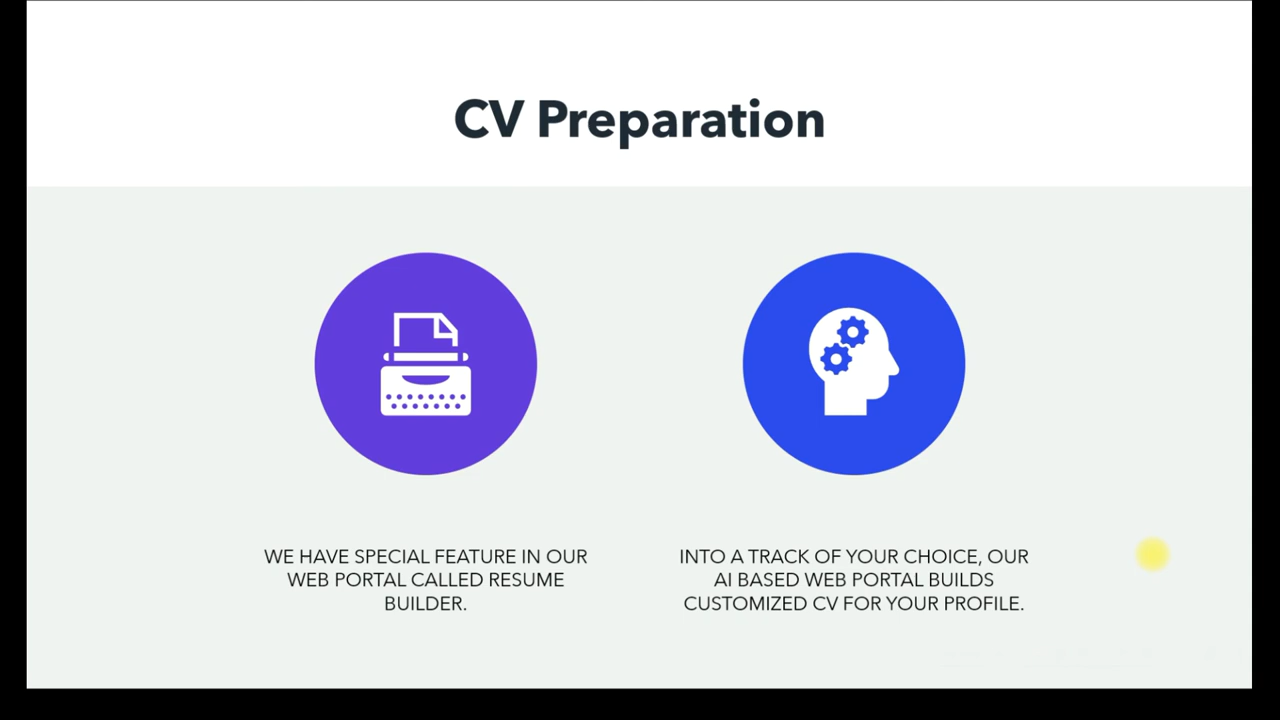 CV Preparation
WE HAVE SPECIAL FEATURE IN OUR
WEB PORTAL CALLED RESUME
BUILDER.
INTO A TRACK OF YOUR CHOICE, OUR
AI BASED WEB PORTAL BUILDS
CUSTOMIZED CV FOR YOUR PROFILE.